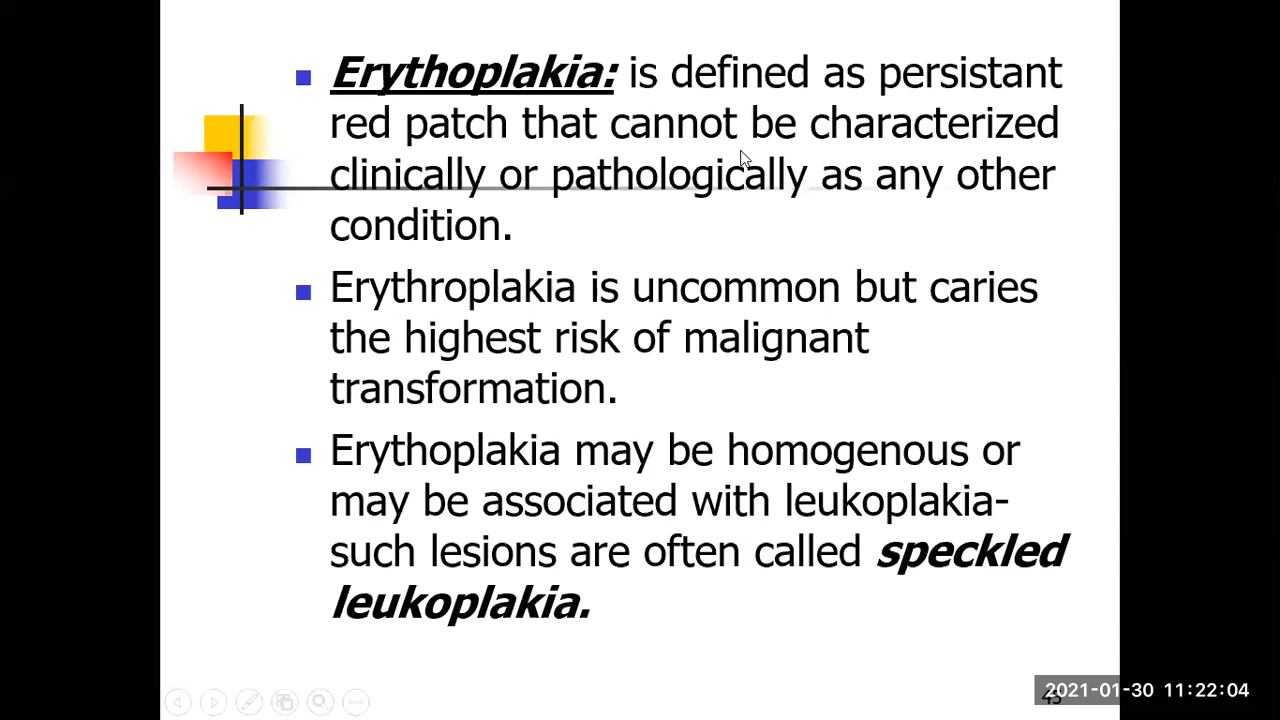 Erythoplakia: is defined as persistant
red patch that cannot be characterized
clinically or pathologically as any other
condition.
Erythroplakia is uncommon but caries
the highest risk of malignant
transformation.
Erythoplakia may be homogenous or
may be associated with leukoplakia-
such lesions are often called speckled
leukoplakia.
2021-01-30 11:22:04